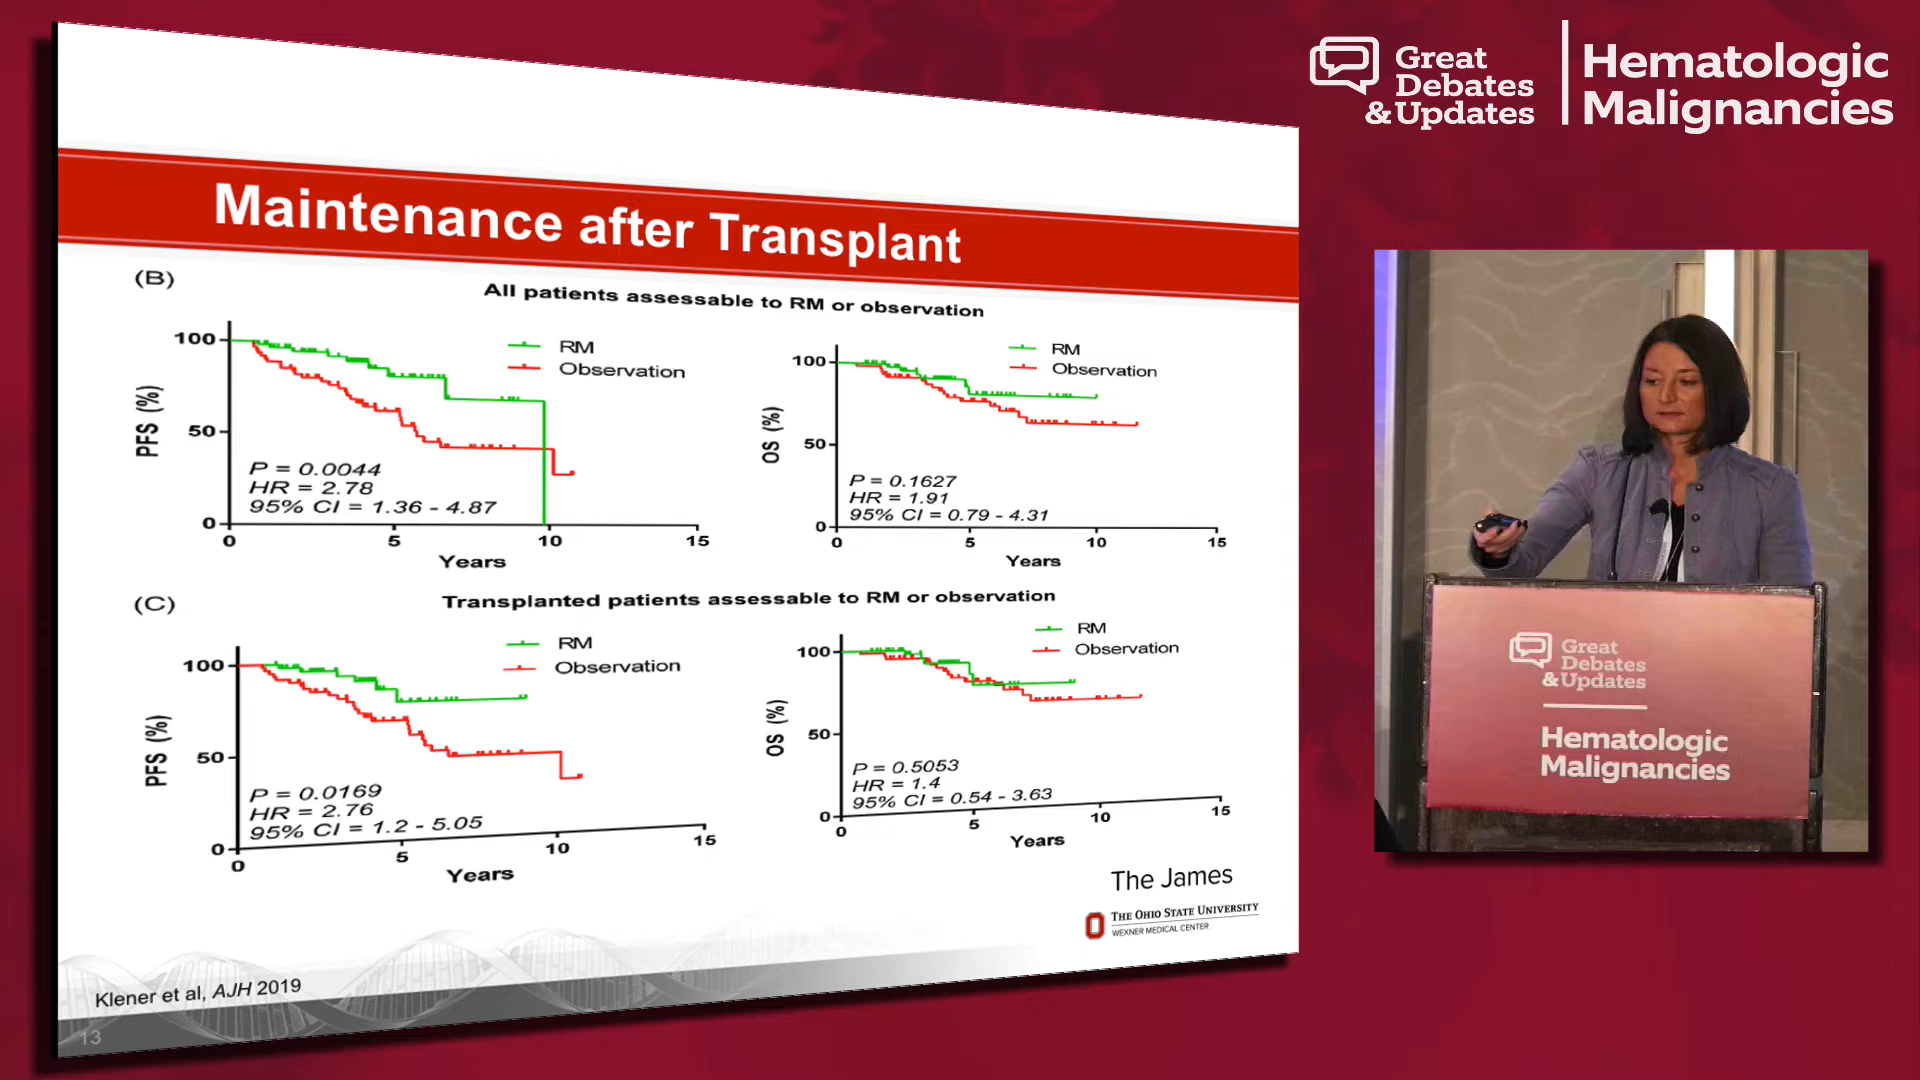 Great
Debates
& Updates
Hematologic
Malignancies
Maintenance after Transplant
(B)
All patients assessable to RM or observation
100
50
0
PFS (%)
RM
Observation
P = 0.0044
HR = 2.78
95% CI = 1.36 - 4.87
0 5 10 15
Years
100
50
0
OS (%)
RM
Observation
P = 0.1627
HR = 1.91
95% CI = 0.79 - 4.31
0 5 10 15
Years
(C)
Transplanted patients assessable to RM or observation
100
50
0
PFS (%)
RM
Observation
P = 0.0169
HR = 2.76
95% CI = 1.2 - 5.05
0 5 10 15
Years
100
50
0
OS (%)
RM
Observation
P = 0.5053
HR = 1.4
95% CI = 0.54 - 3.63
0 5 10 15
Years
The James
THE OHIO STATE UNIVERSITY
WEXNER MEDICAL CENTER
Klener et al, AJH 2019
13
Great
Debates
& Updates
Hematologic
Malignancies